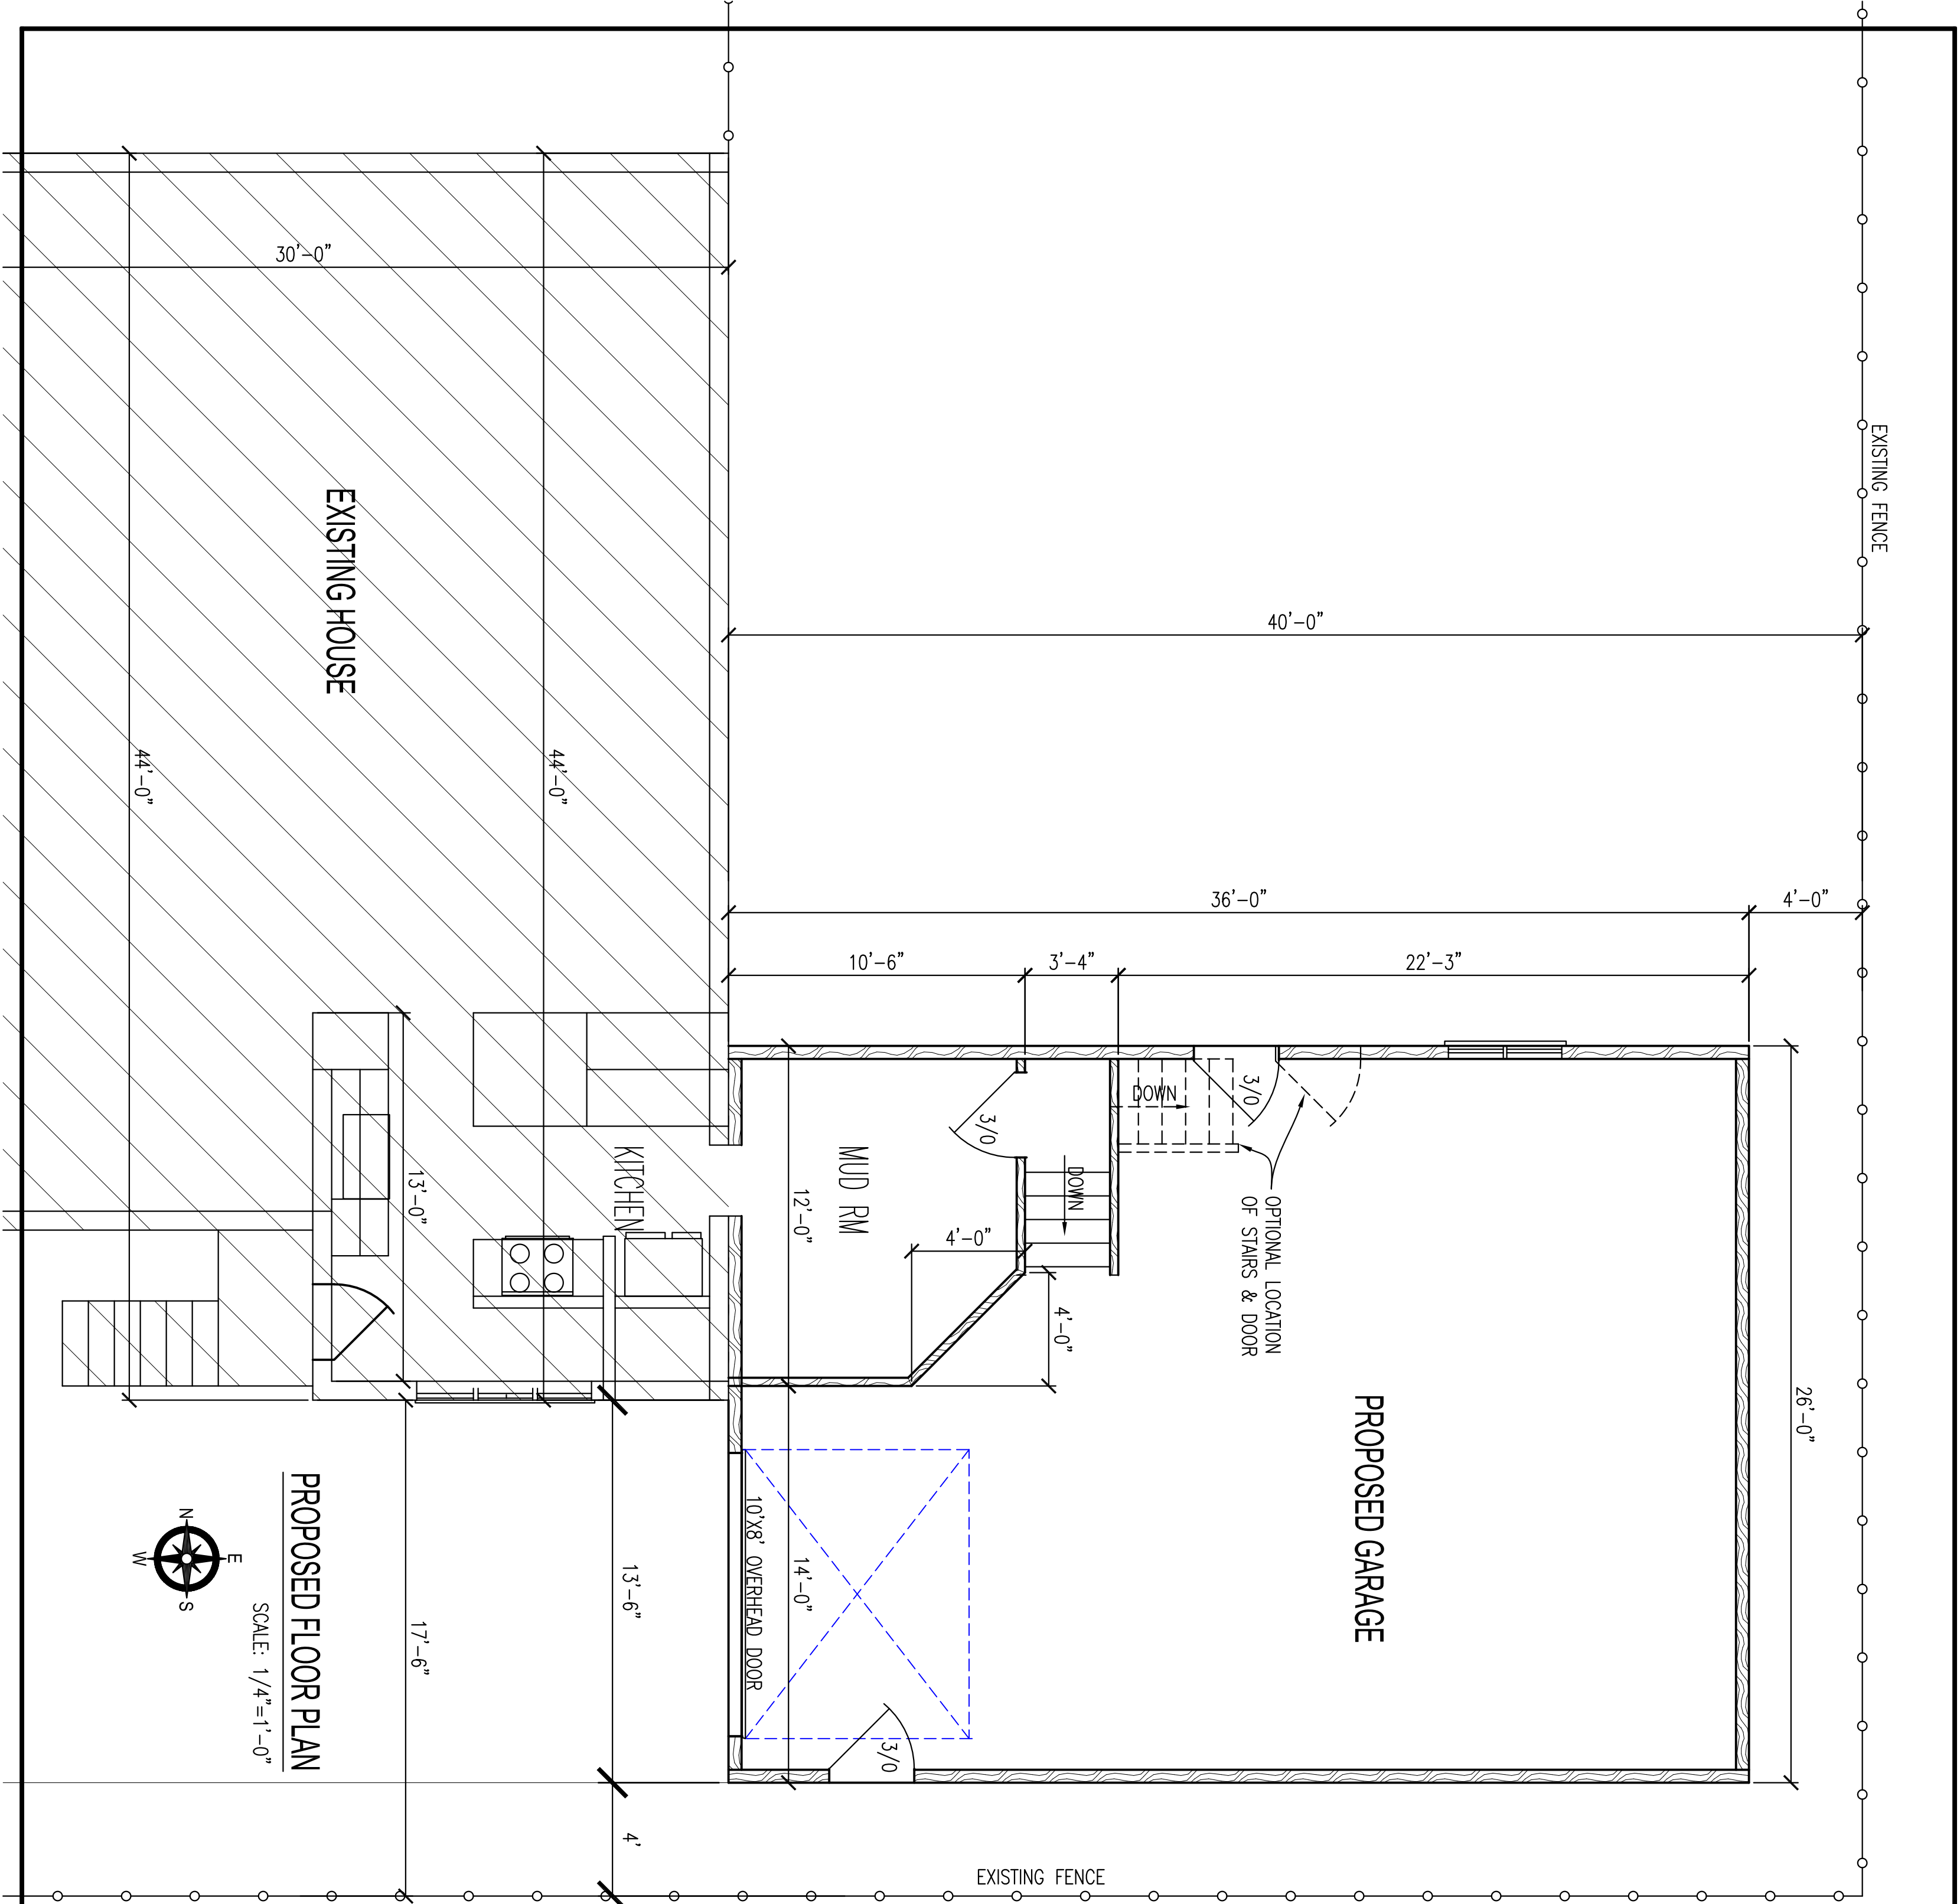 EXISTING FENCE
30'-0"
EXISTING HOUSE
40'-0"
44'-0"
44'-0"
36'-0"
4'-0"
10'-6"
3'-4"
22'-3"
DOWN
3/0
3/0
KITCHEN
MUD RM
13'-0"
12'-0"
DOWN
4'-0"
OPTIONAL LOCATION
OF STAIRS & DOOR
4'-0"
26'-0"
PROPOSED GARAGE
10'X8' OVERHEAD DOOR
14'-0"
13'-6"
17'-6"
3/0
4'
N
E
W
S
PROPOSED FLOOR PLAN
SCALE: 1/4"=1'-0"
EXISTING FENCE